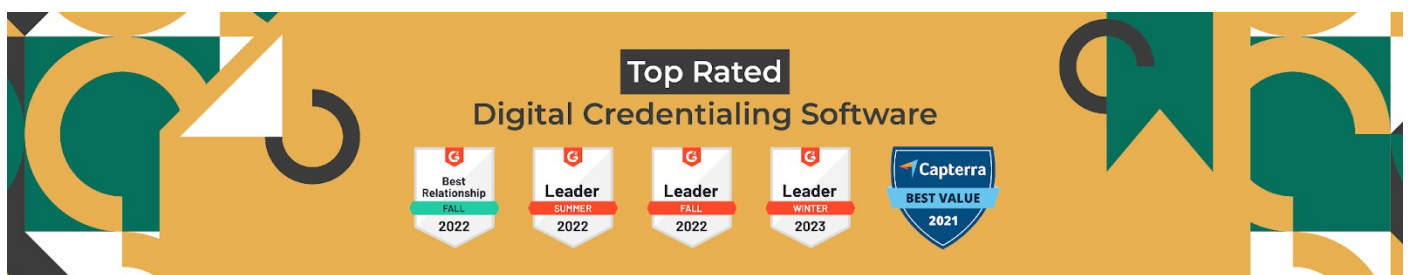 Top Rated
Digital Credentialing Software
Best
Relationship
FALL
2022
Leader
SUMMER
2022
Leader
FALL
2022
Leader
WINTER
2023
Capterra
BEST VALUE
2021